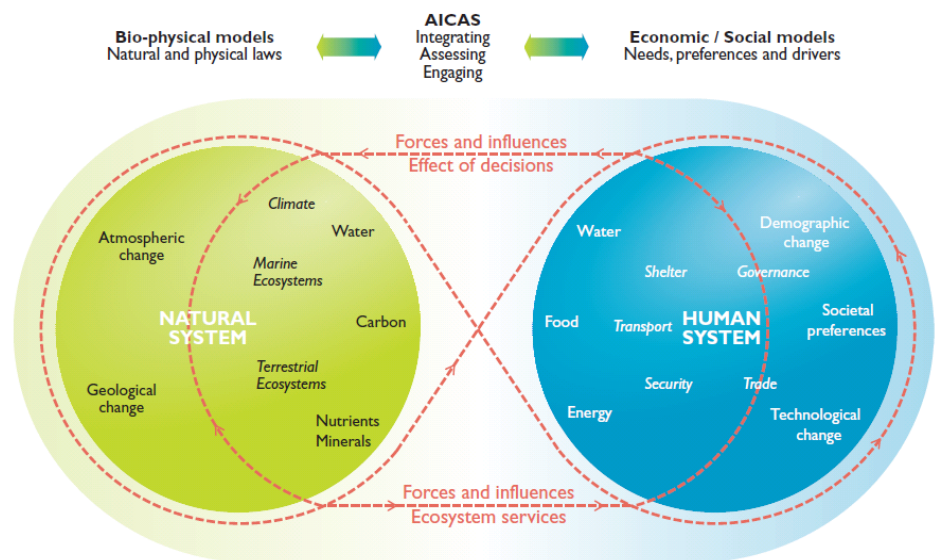 Bio-physical models
Natural and physical laws
AICAS
Integrating
Assessing
Engaging
Economic / Social models
Needs, preferences and drivers
Forces and influences
Effect of decisions
Climate
Water
Atmospheric
change
Marine
Ecosystems
NATURAL
SYSTEM
Carbon
Terrestrial
Ecosystems
Geological
change
Nutrients
Minerals
Water
Demographic
change
Shelter
Governance
Food
Transport
HUMAN
SYSTEM
Societal
preferences
Security
Trade
Energy
Technological
change
Forces and influences
Ecosystem services